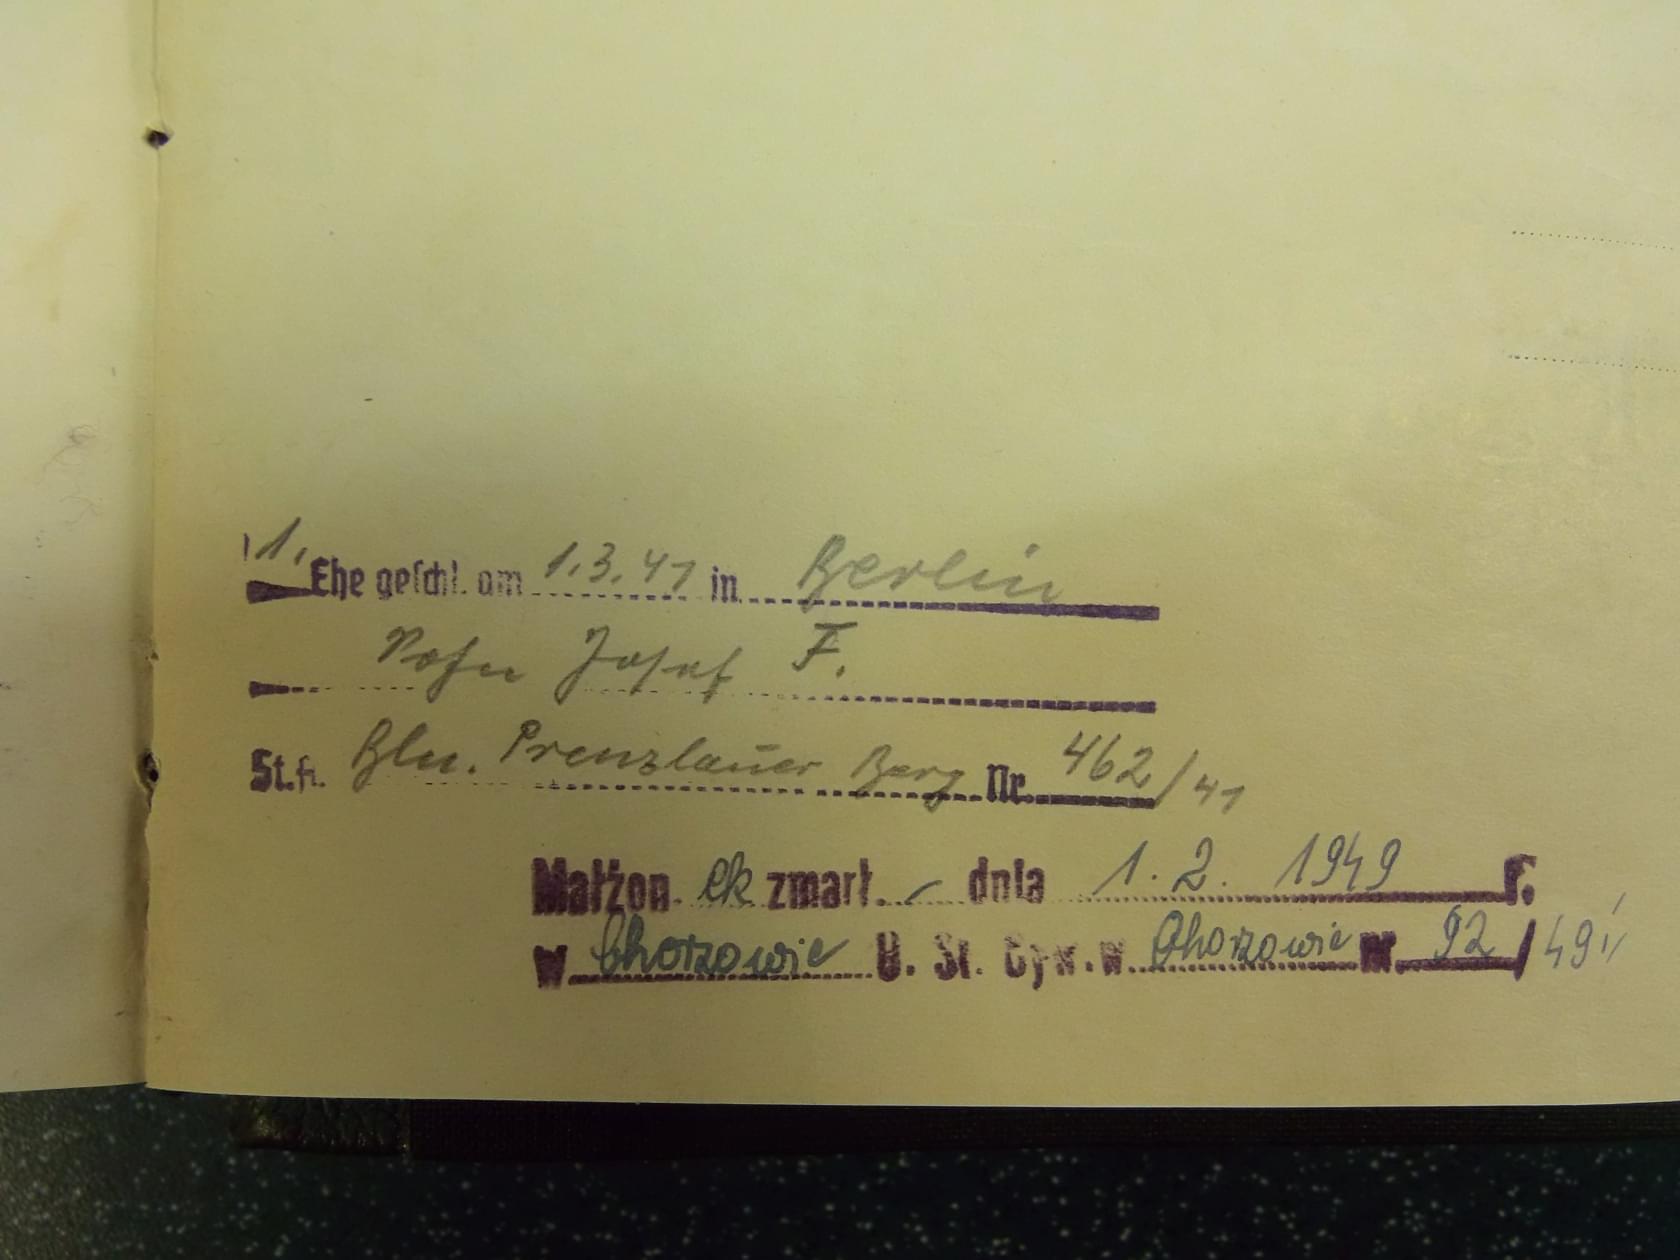 1. Ehe geschl. am 1.3.41 in Berlin
Sohn Josef F.
St.A. Bln. Prenzlauer Berg Nr. 462/41
Małżon. ek zmarł. - dnia 1. 2. 1949 r.
w Chorzowie U. St. Cyw. w Chorzowie nr. 92/49